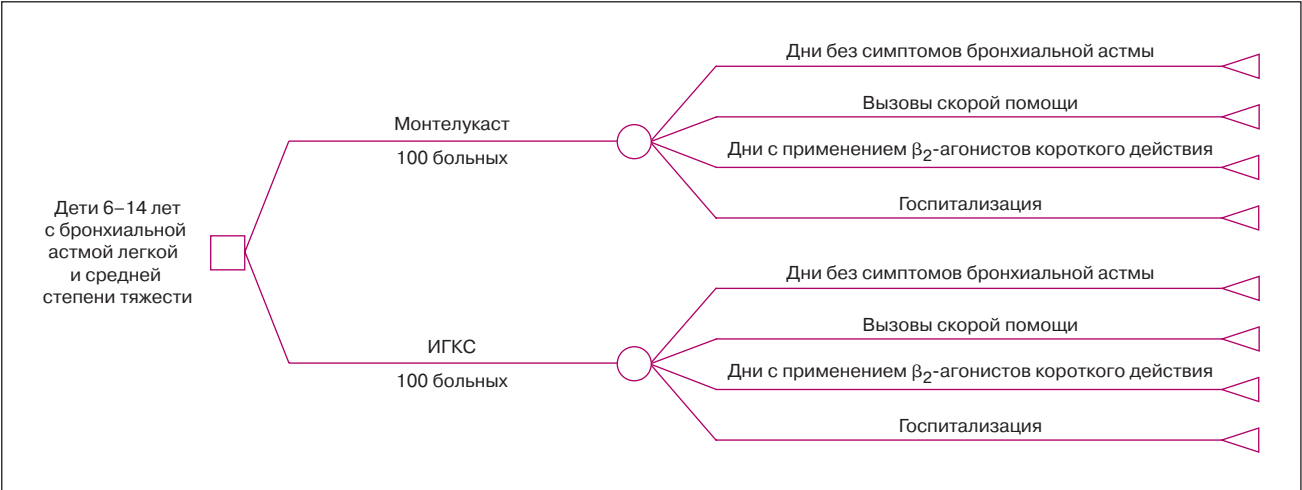 Дети 6–14 лет
с бронхиальной
астмой легкой
и средней
степени тяжести
Монтелукаст
100 больных
Дни без симптомов бронхиальной астмы
Вызовы скорой помощи
Дни с применением β₂-агонистов короткого действия
Госпитализация
ИГКС
100 больных
Дни без симптомов бронхиальной астмы
Вызовы скорой помощи
Дни с применением β₂-агонистов короткого действия
Госпитализация